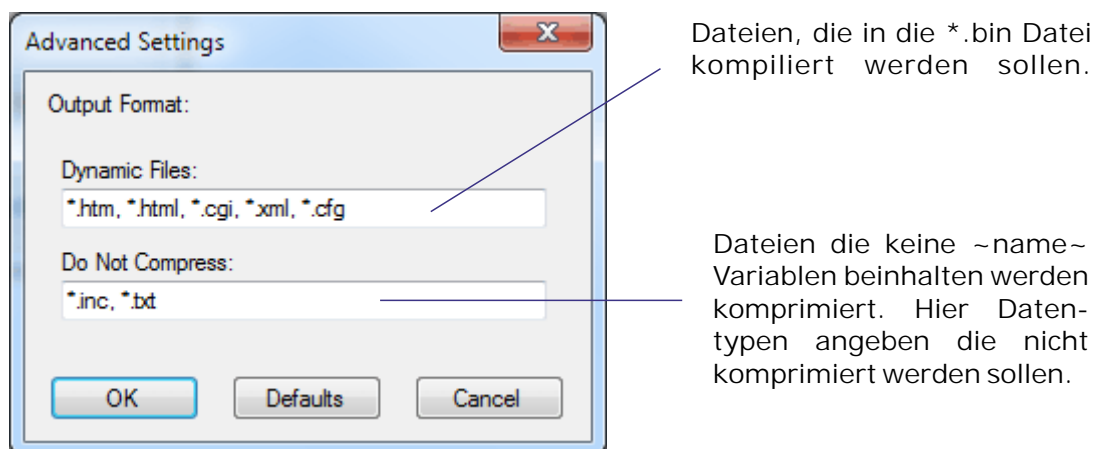 Advanced Settings
Output Format:
Dynamic Files:
*.htm, *.html, *.cgi, *.xml, *.cfg
Do Not Compress:
*.inc, *.txt
OK
Defaults
Cancel
Dateien, die in die *.bin Datei
kompiliert werden sollen.
Dateien die keine ~name~
Variablen beinhalten werden
komprimiert. Hier Daten-
typen angeben die nicht
komprimiert werden sollen.